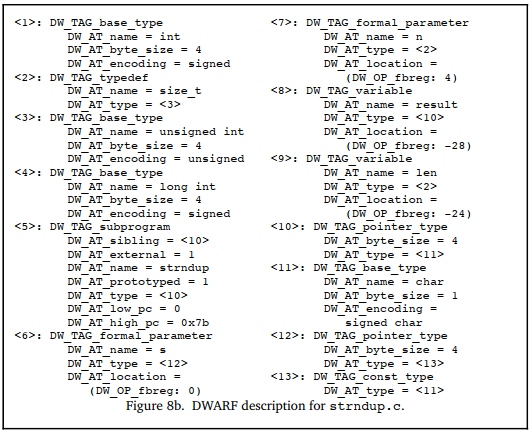 <1>: DW_TAG_base_type
DW_AT_name = int
DW_AT_byte_size = 4
DW_AT_encoding = signed
<2>: DW_TAG_typedef
DW_AT_name = size_t
DW_AT_type = <3>
<3>: DW_TAG_base_type
DW_AT_name = unsigned int
DW_AT_byte_size = 4
DW_AT_encoding = unsigned
<4>: DW_TAG_base_type
DW_AT_name = long int
DW_AT_byte_size = 4
DW_AT_encoding = signed
<5>: DW_TAG_subprogram
DW_AT_sibling = <10>
DW_AT_external = 1
DW_AT_name = strndup
DW_AT_prototyped = 1
DW_AT_type = <10>
DW_AT_low_pc = 0
DW_AT_high_pc = 0x7b
<6>: DW_TAG_formal_parameter
DW_AT_name = s
DW_AT_type = <12>
DW_AT_location =
(DW_OP_fbreg: 0)
<7>: DW_TAG_formal_parameter
DW_AT_name = n
DW_AT_type = <2>
DW_AT_location =
(DW_OP_fbreg: 4)
<8>: DW_TAG_variable
DW_AT_name = result
DW_AT_type = <10>
DW_AT_location =
(DW_OP_fbreg: -28)
<9>: DW_TAG_variable
DW_AT_name = len
DW_AT_type = <2>
DW_AT_location =
(DW_OP_fbreg: -24)
<10>: DW_TAG_pointer_type
DW_AT_byte_size = 4
DW_AT_type = <11>
<11>: DW_TAG_base_type
DW_AT_name = char
DW_AT_byte_size = 1
DW_AT_encoding =
signed char
<12>: DW_TAG_pointer_type
DW_AT_byte_size = 4
DW_AT_type = <13>
<13>: DW_TAG_const_type
DW_AT_type = <11>
Figure 8b. DWARF description for strndup.c.